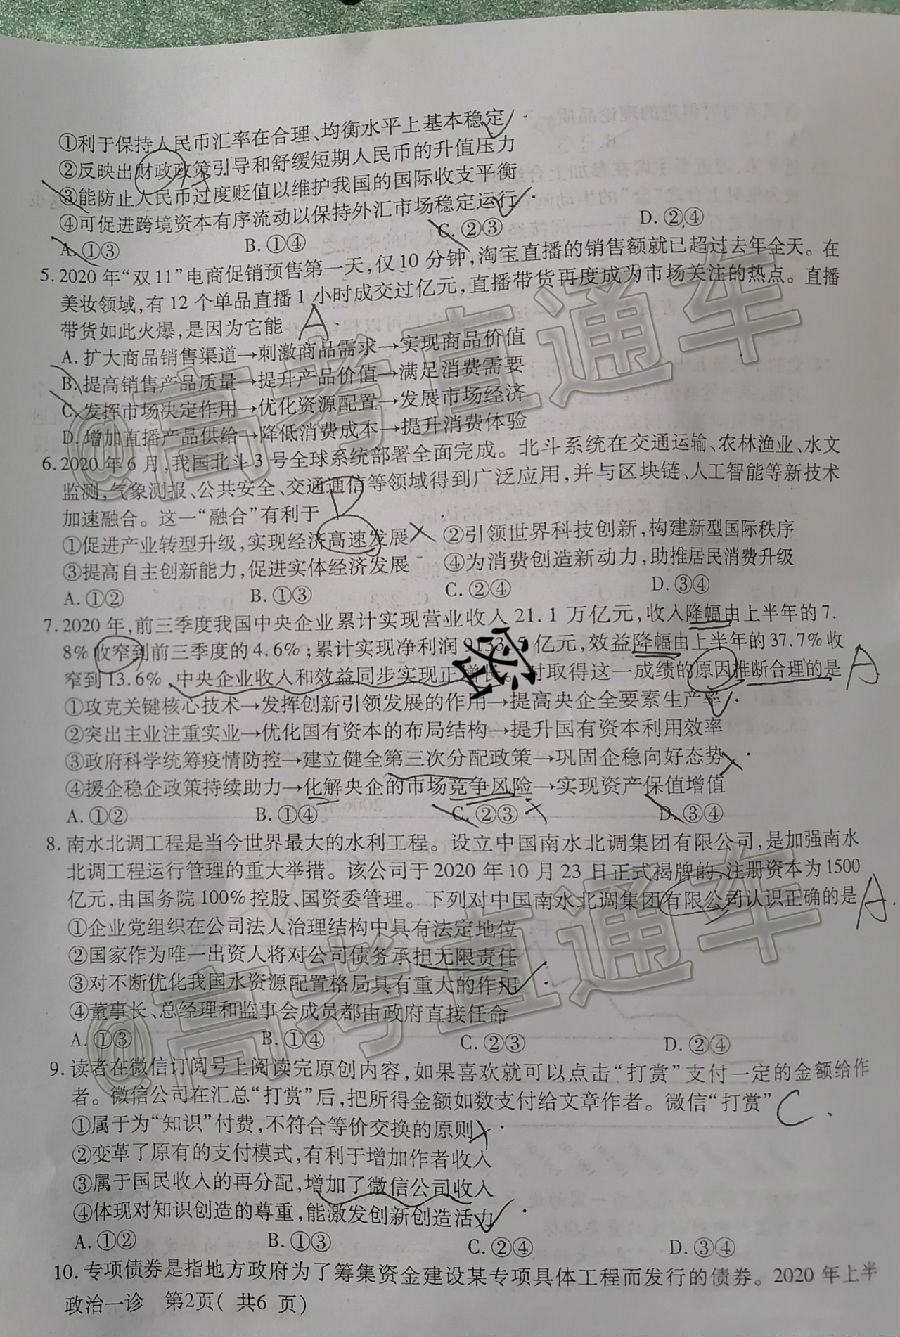 ①利于保持人民币汇率在合理、均衡水平上基本稳定
②反映出财政政策引导和舒缓短期人民币的升值压力
③能防止人民币过度贬值以维护我国的国际收支平衡
④可促进跨境资本有序流动以保持外汇市场稳定运行
A.①③ B.①④ C.②③ D.②④
5.2020年“双11”电商促销预售第一天,仅10分钟,淘宝直播的销售额就已超过去年全天。在
美妆领域,有12个单品直播1小时成交过亿元,直播带货再度成为市场关注的热点。直播
带货如此火爆,是因为它能 A
A.扩大商品销售渠道→刺激商品需求→实现商品价值
B.提高销售产品质量→提升产品价值→满足消费需要
C.发挥市场决定作用→优化资源配置→发展市场经济
D.增加直播产品供给→降低消费成本→提升消费体验
6.2020年6月,我国北斗3号全球系统部署全面完成。北斗系统在交通运输、农林渔业、水文
监测,气象测报、公共安全、交通通信等领域得到广泛应用,并与区块链、人工智能等新技术
加速融合。这一“融合”有利于 D
①促进产业转型升级,实现经济高速发展 ②引领世界科技创新,构建新型国际秩序
③提高自主创新能力,促进实体经济发展 ④为消费创造新动力,助推居民消费升级
A.①② B.①③ C.②④ D.③④
7.2020年,前三季度我国中央企业累计实现营业收入21.1万亿元,收入降幅由上半年的7.
8%收窄到前三季度的4.6%;累计实现净利润 亿元,效益降幅由上半年的37.7%收
窄到13.6%,中央企业收入和效益同步实现正增 取得这一成绩的原因推断合理的是 A
密
①攻克关键核心技术→发挥创新引领发展的作用→提高央企全要素生产率
②突出主业注重实业→优化国有资本的布局结构→提升国有资本利用效率
③政府科学统筹疫情防控→建立健全第三次分配政策→巩固企稳向好态势
④援企稳企政策持续助力→化解央企的市场竞争风险→实现资产保值增值
A.①② B.①④ C.②③ D.③④
8.南水北调工程是当今世界最大的水利工程。设立中国南水北调集团有限公司,是加强南水
北调工程运行管理的重大举措。该公司于2020年10月23日正式揭牌的,注册资本为1500
亿元,由国务院100%控股、国资委管理。下列对中国南水北调集团有限公司认识正确的是 A
①企业党组织在公司法人治理结构中具有法定地位
②国家作为唯一出资人将对公司债务承担无限责任
③对不断优化我国水资源配置格局具有重大的作用
④董事长、总经理和监事会成员都由政府直接任命
A.①③ B.①④ C.②③ D.②④
9.读者在微信订阅号上阅读完原创内容,如果喜欢就可以点击“打赏”支付一定的金额给作
者。微信公司在汇总“打赏”后,把所得金额如数支付给文章作者。微信“打赏” C
①属于为“知识”付费,不符合等价交换的原则
②变革了原有的支付模式,有利于增加作者收入
③属于国民收入的再分配,增加了微信公司收入
④体现对知识创造的尊重,能激发创新创造活力
A.①② B.①③ C.②④ D.③④
10.专项债券是指地方政府为了筹集资金建设某专项具体工程而发行的债券。2020年上半
政治一诊 第2页(共6页)
@高考直通车
@高考直通车